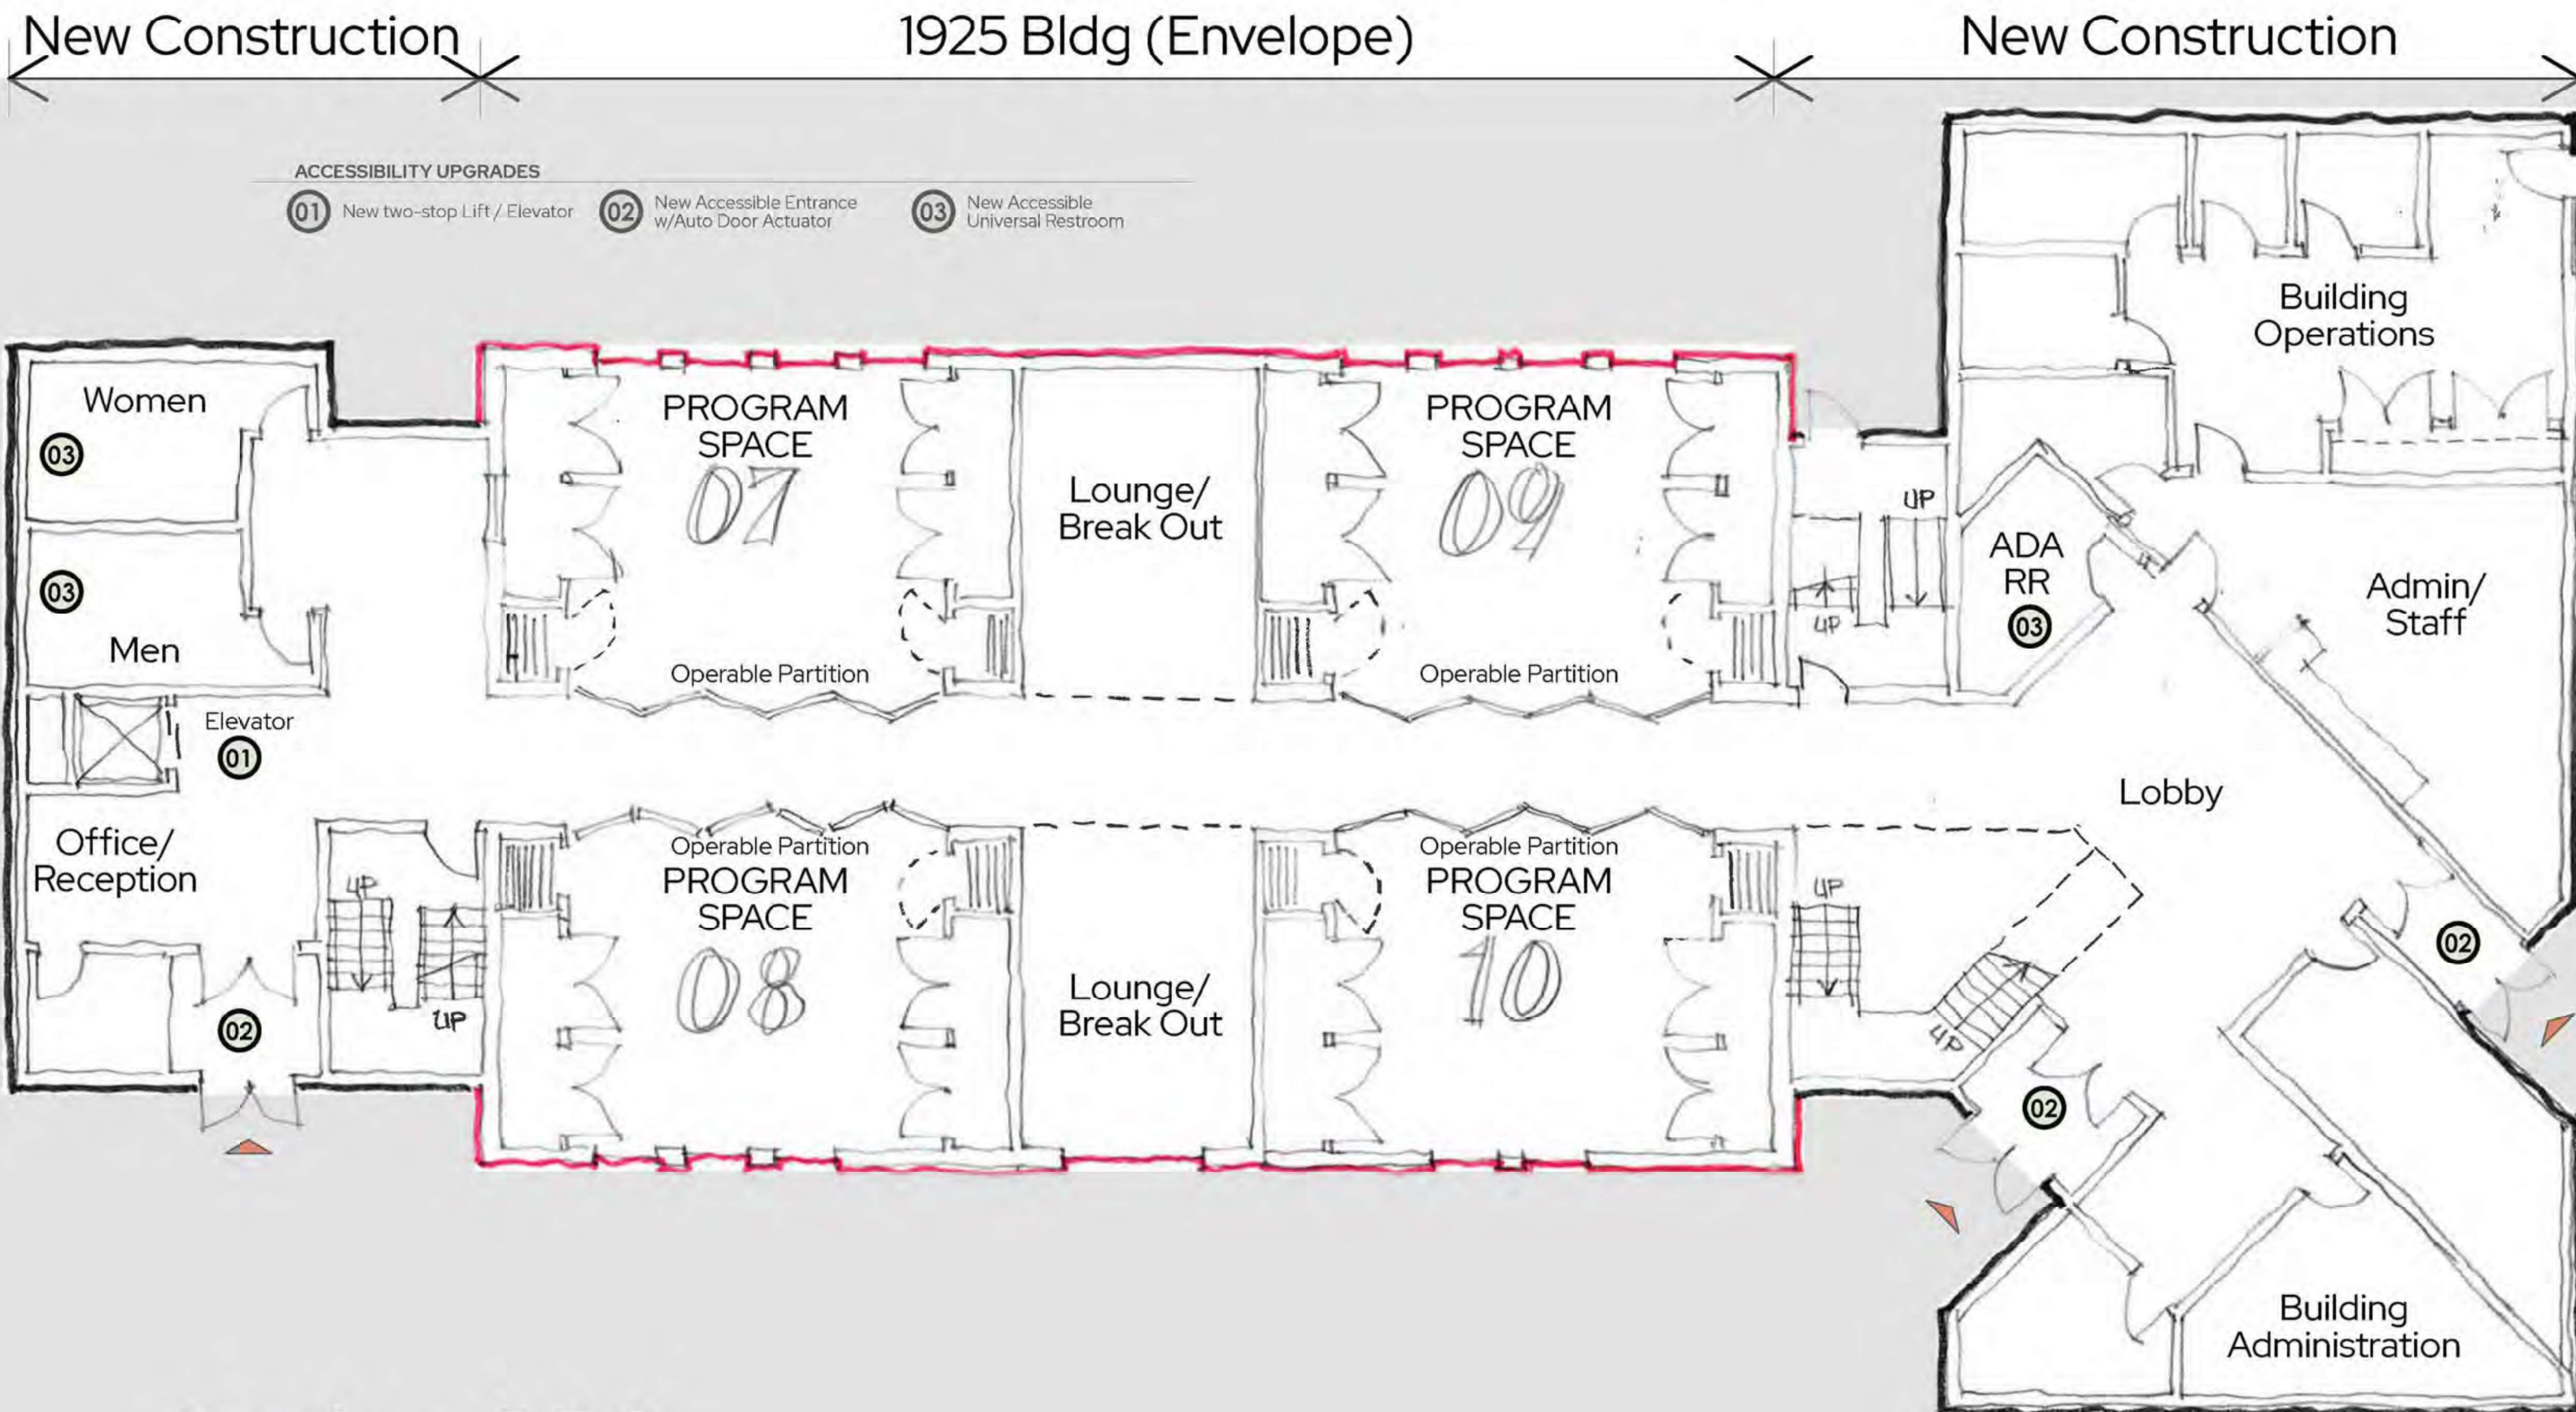 New Construction
1925 Bldg (Envelope)
New Construction
ACCESSIBILITY UPGRADES
01 New two-stop Lift / Elevator
02 New Accessible Entrance
w/Auto Door Actuator
03 New Accessible
Universal Restroom
Building
Operations
Women
03
03
Men
Elevator
01
Office/
Reception
UP
UP
02
PROGRAM
SPACE
07
Operable Partition
Lounge/
Break Out
PROGRAM
SPACE
09
Operable Partition
UP
UP
ADA
RR
03
Admin/
Staff
Lobby
Operable Partition
PROGRAM
SPACE
08
Lounge/
Break Out
Operable Partition
PROGRAM
SPACE
10
UP
UP
02
02
Building
Administration